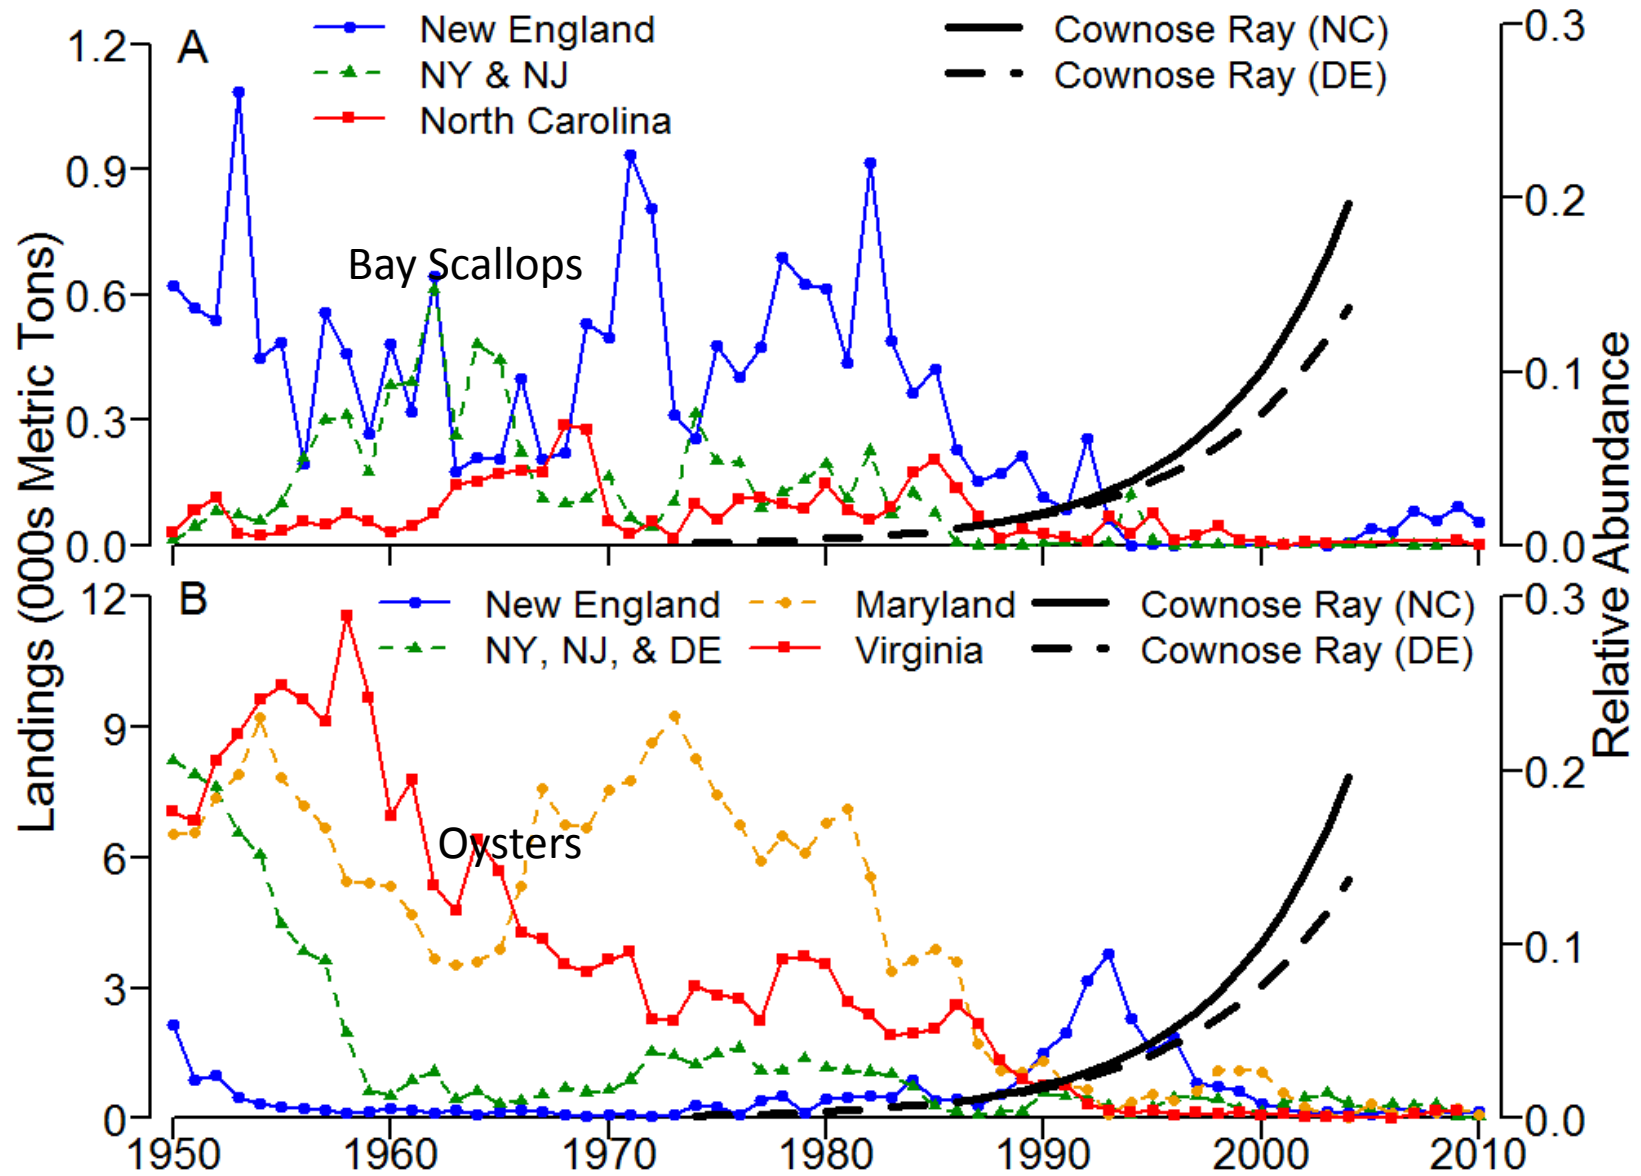 A
New England
NY & NJ
North Carolina
Cownose Ray (NC)
Cownose Ray (DE)
Bay Scallops
1.2
0.9
0.6
0.3
0.0
0.3
0.2
0.1
0.0
Landings (000s Metric Tons)
Relative Abundance
B
New England
NY, NJ, & DE
Maryland
Virginia
Cownose Ray (NC)
Cownose Ray (DE)
Oysters
12
9
6
3
0
0.3
0.2
0.1
0.0
1950 1960 1970 1980 1990 2000 2010